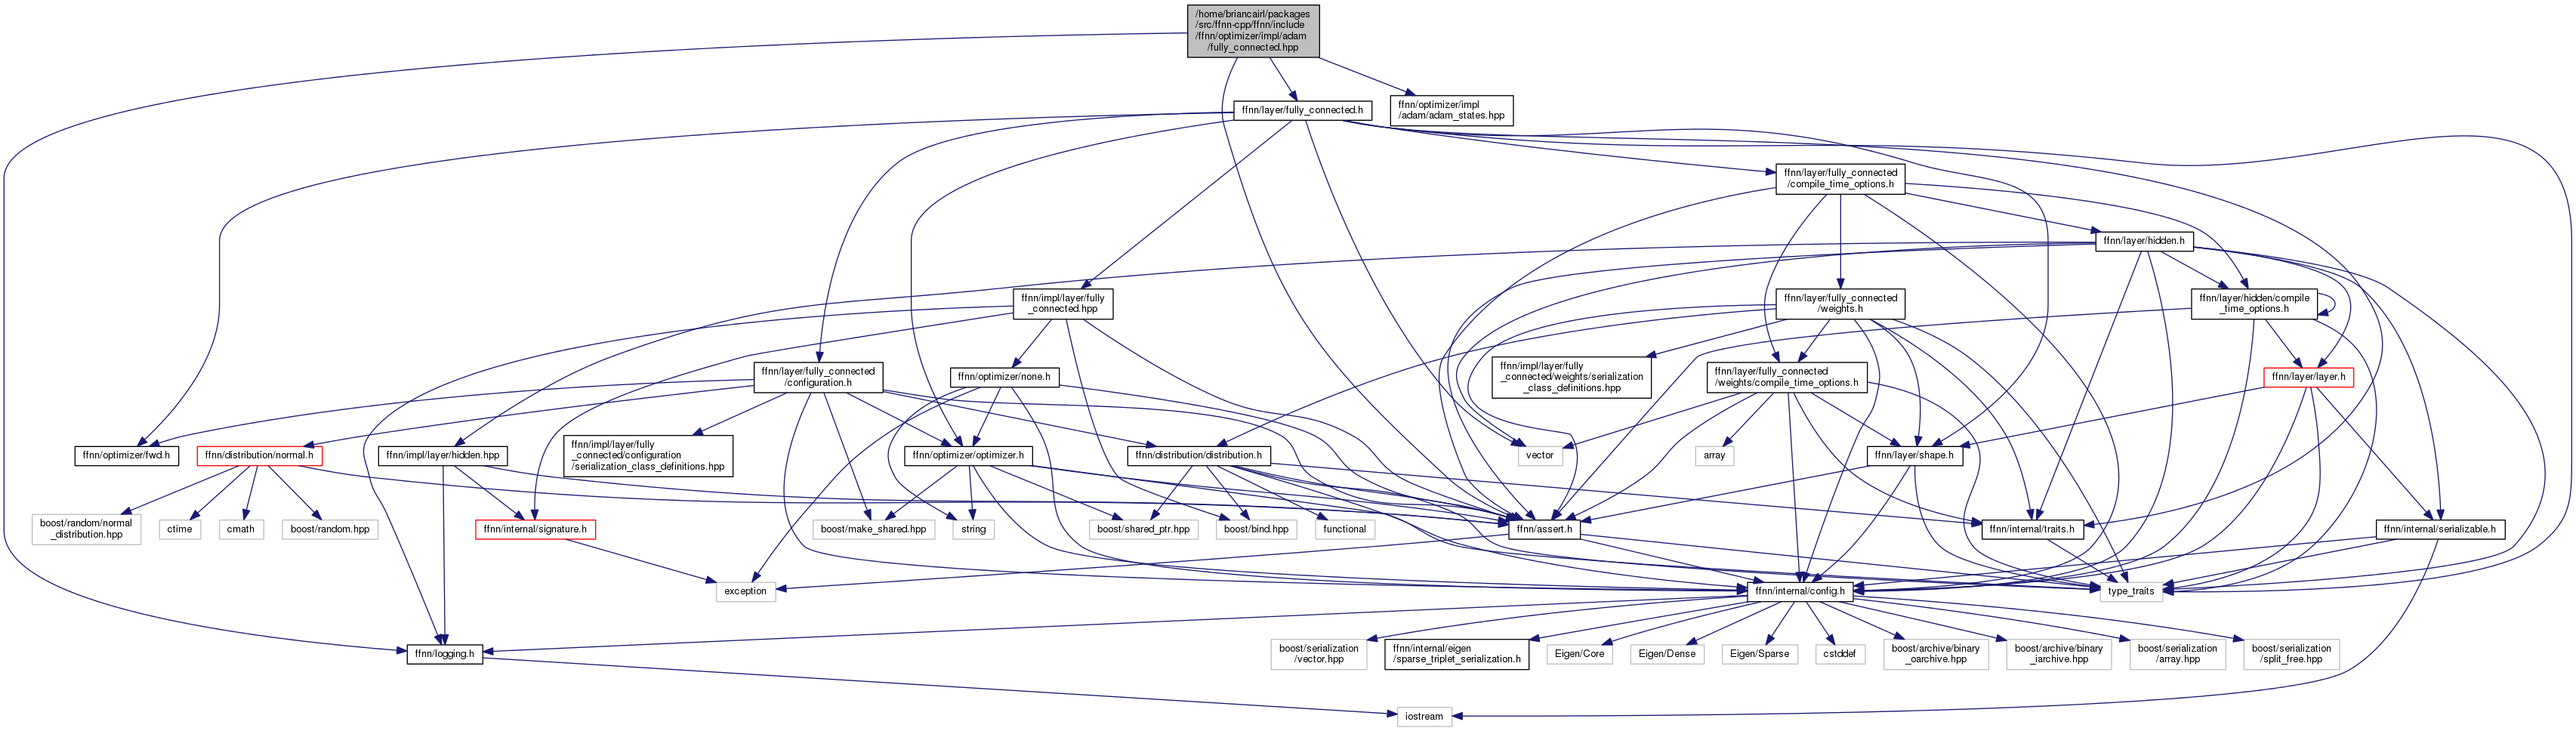 /home/briancairl/packages
/src/ffnn-cpp/ffnn/include
/ffnn/optimizer/impl/adam
/fully_connected.hpp
ffnn/layer/fully_connected.h
ffnn/optimizer/impl
/adam/adam_states.hpp
ffnn/layer/fully_connected
/compile_time_options.h
ffnn/layer/hidden.h
ffnn/impl/layer/fully
_connected.hpp
ffnn/layer/fully_connected
/weights.h
ffnn/layer/hidden/compile
_time_options.h
ffnn/layer/fully_connected
/configuration.h
ffnn/optimizer/none.h
ffnn/impl/layer/fully
_connected/weights/serialization
_class_definitions.hpp
ffnn/layer/fully_connected
/weights/compile_time_options.h
ffnn/layer/layer.h
ffnn/optimizer/fwd.h
ffnn/distribution/normal.h
ffnn/impl/layer/hidden.hpp
ffnn/impl/layer/fully
_connected/configuration
/serialization_class_definitions.hpp
ffnn/optimizer/optimizer.h
ffnn/distribution/distribution.h
vector
array
ffnn/layer/shape.h
boost/random/normal
_distribution.hpp
ctime
cmath
boost/random.hpp
ffnn/internal/signature.h
boost/make_shared.hpp
string
boost/shared_ptr.hpp
boost/bind.hpp
functional
ffnn/assert.h
ffnn/internal/traits.h
ffnn/internal/serializable.h
exception
ffnn/internal/config.h
type_traits
ffnn/logging.h
boost/serialization
/vector.hpp
ffnn/internal/eigen
/sparse_triplet_serialization.h
Eigen/Core
Eigen/Dense
Eigen/Sparse
cstddef
boost/archive/binary
_oarchive.hpp
boost/archive/binary
_iarchive.hpp
boost/serialization
/array.hpp
boost/serialization
/split_free.hpp
iostream